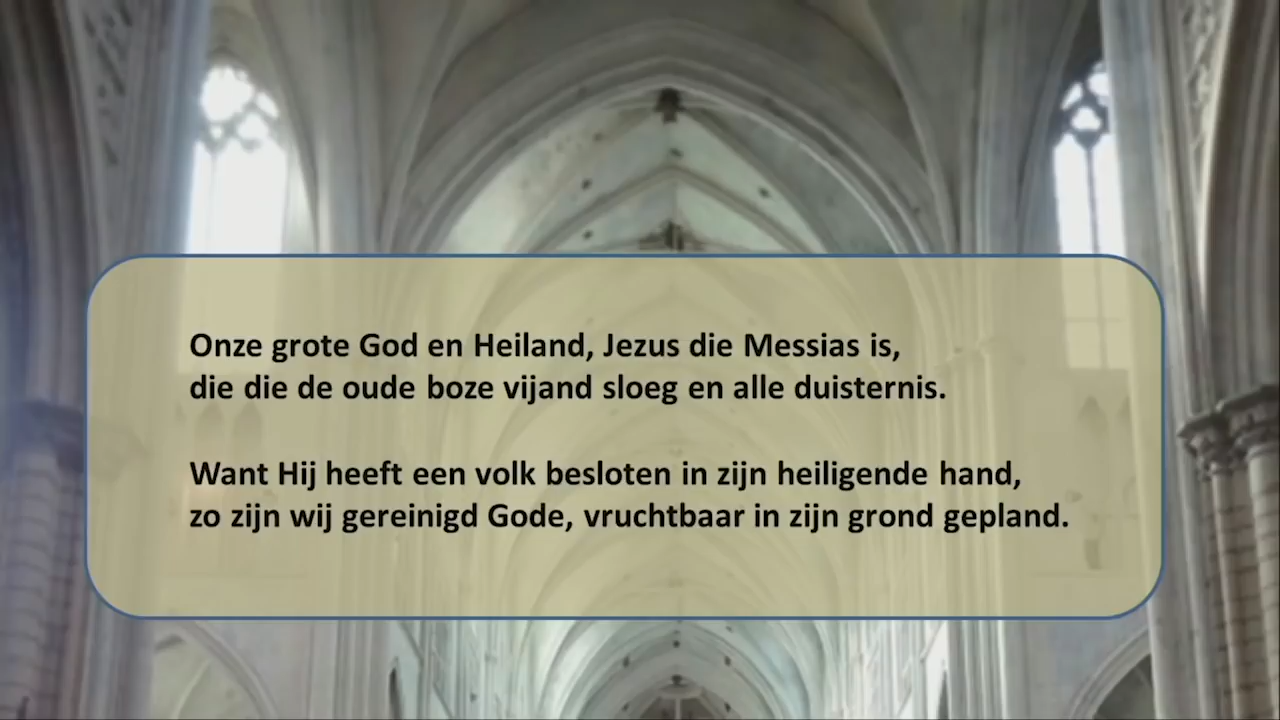 Onze grote God en Heiland, Jezus die Messias is,
die die de oude boze vijand sloeg en alle duisternis.
Want Hij heeft een volk besloten in zijn heiligende hand,
zo zijn wij gereinigd Gode, vruchtbaar in zijn grond gepland.